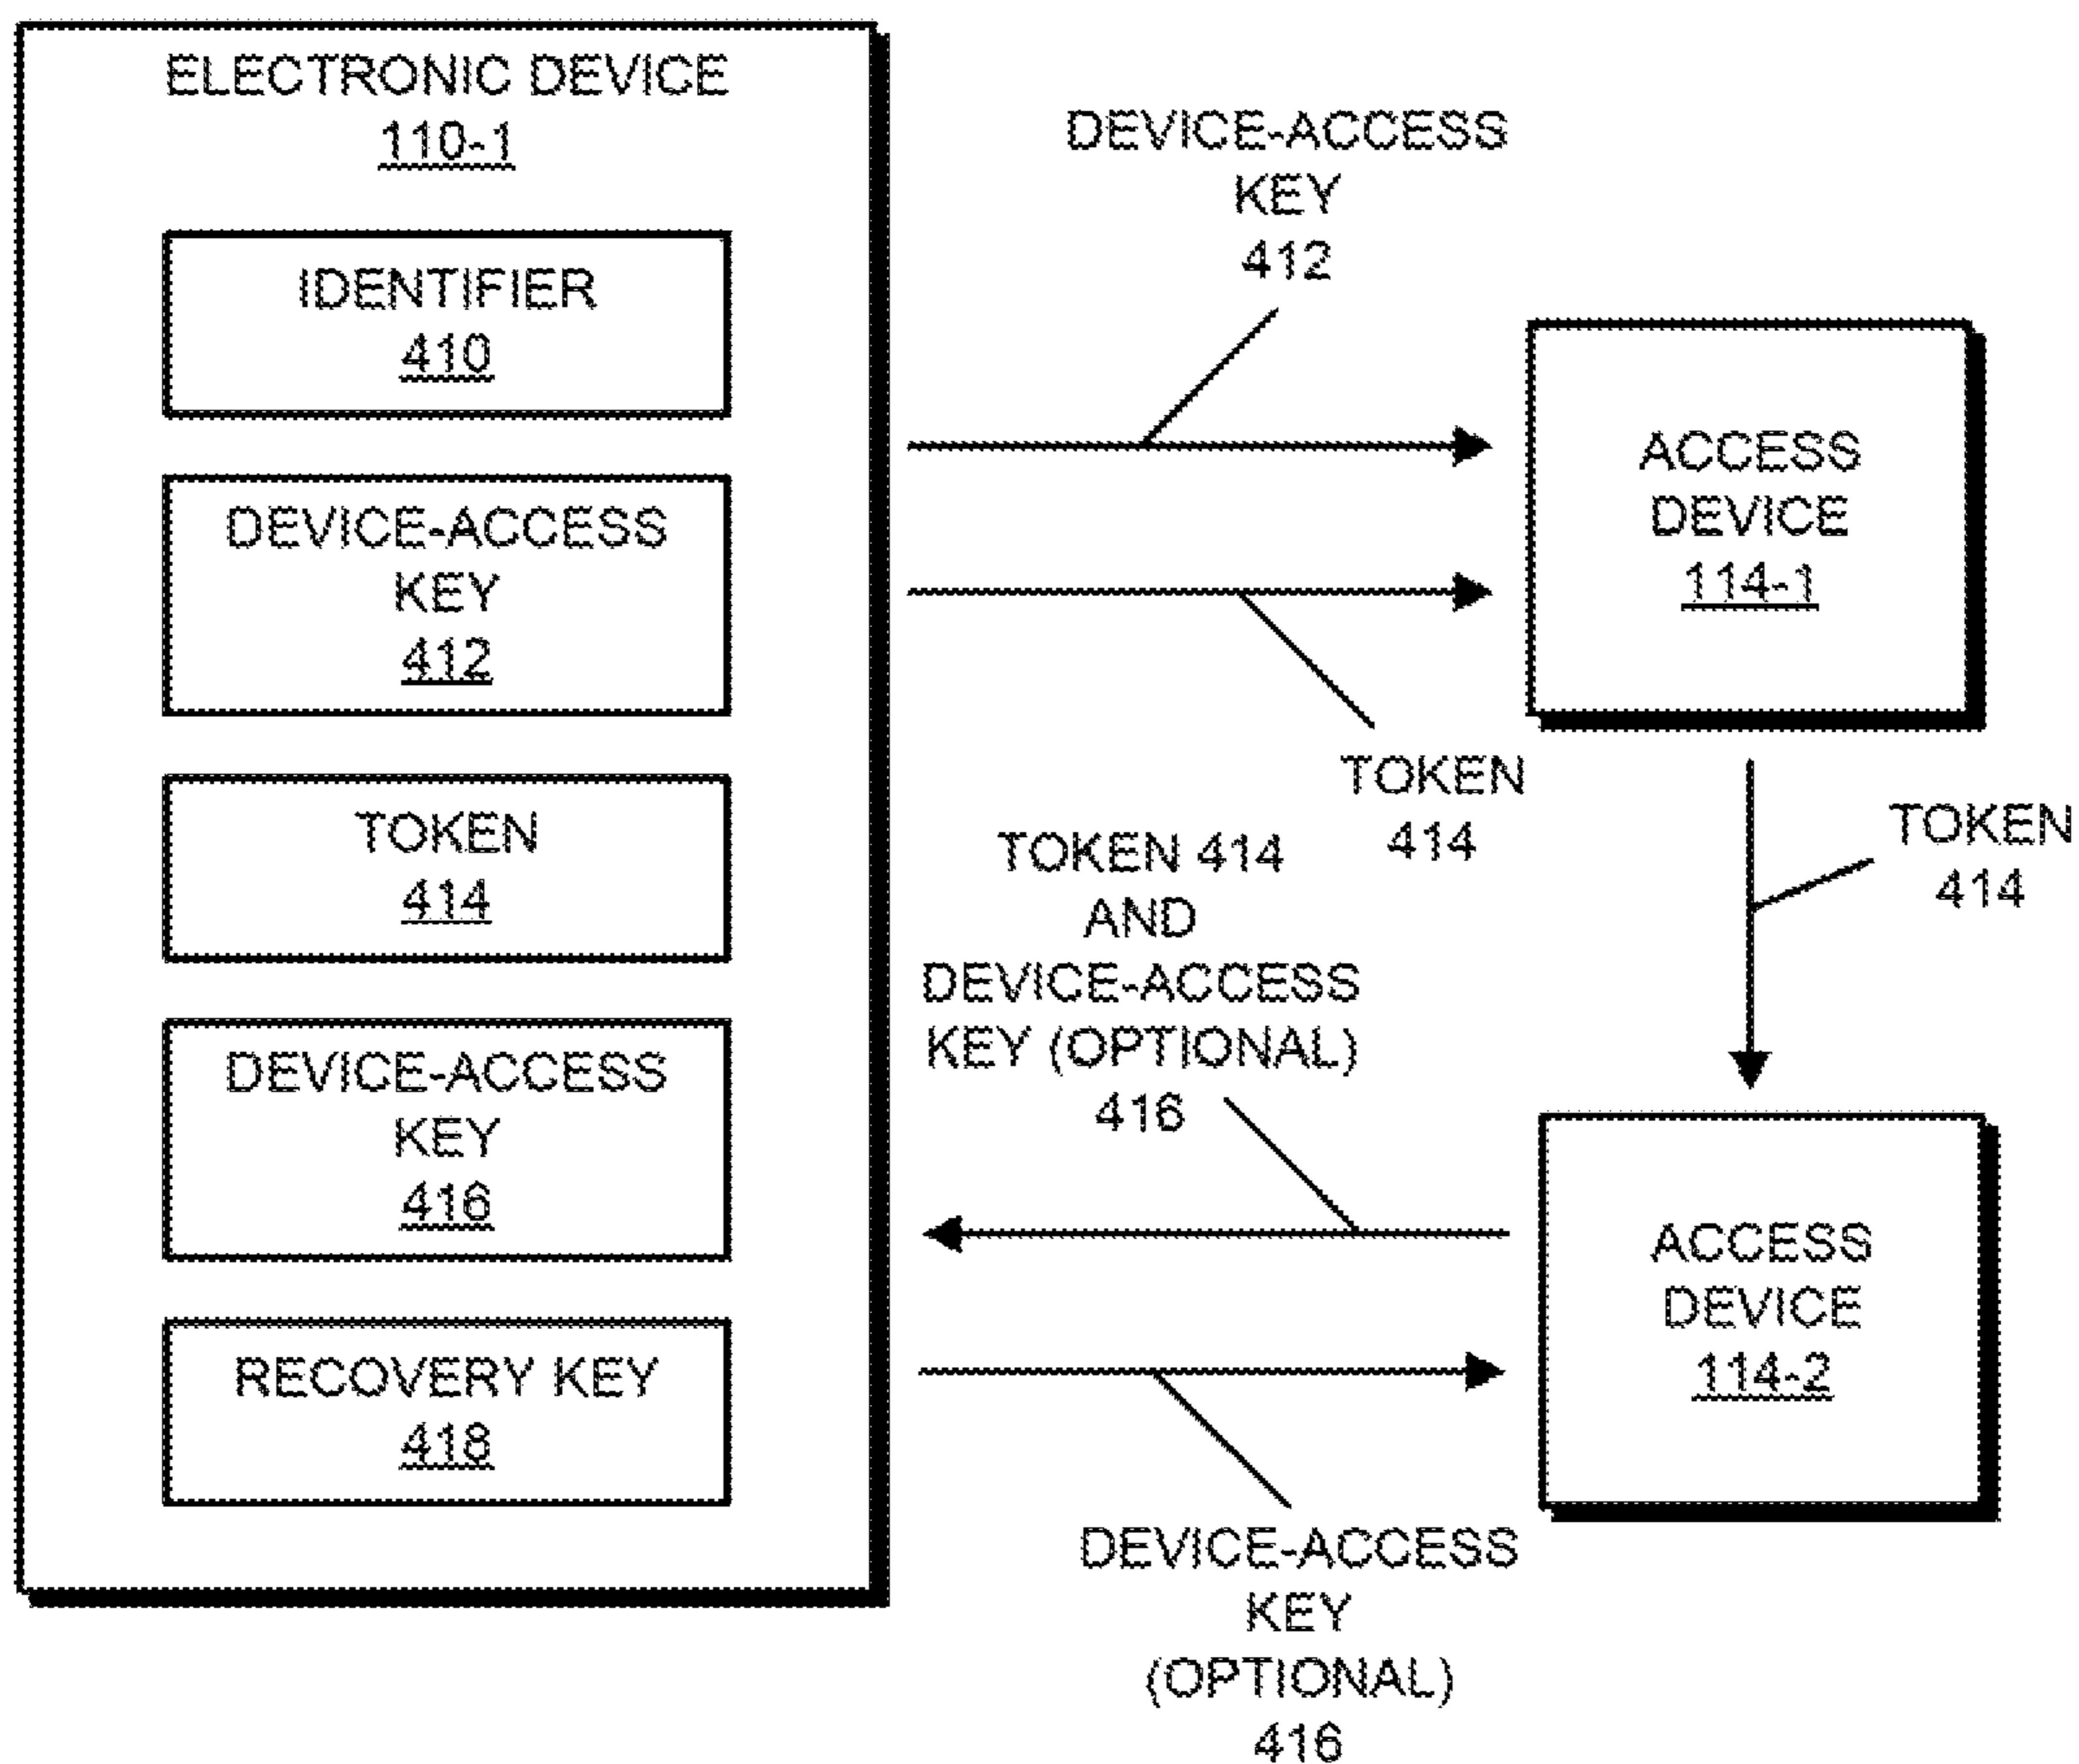 ELECTRONIC DEVICE
110-1
IDENTIFIER
410
DEVICE-ACCESS
KEY
412
TOKEN
414
DEVICE-ACCESS
KEY
416
RECOVERY KEY
418
DEVICE-ACCESS
KEY
412
TOKEN
414
ACCESS
DEVICE
114-1
TOKEN
414
TOKEN 414
AND
DEVICE-ACCESS
KEY (OPTIONAL)
416
ACCESS
DEVICE
114-2
DEVICE-ACCESS
KEY
(OPTIONAL)
416